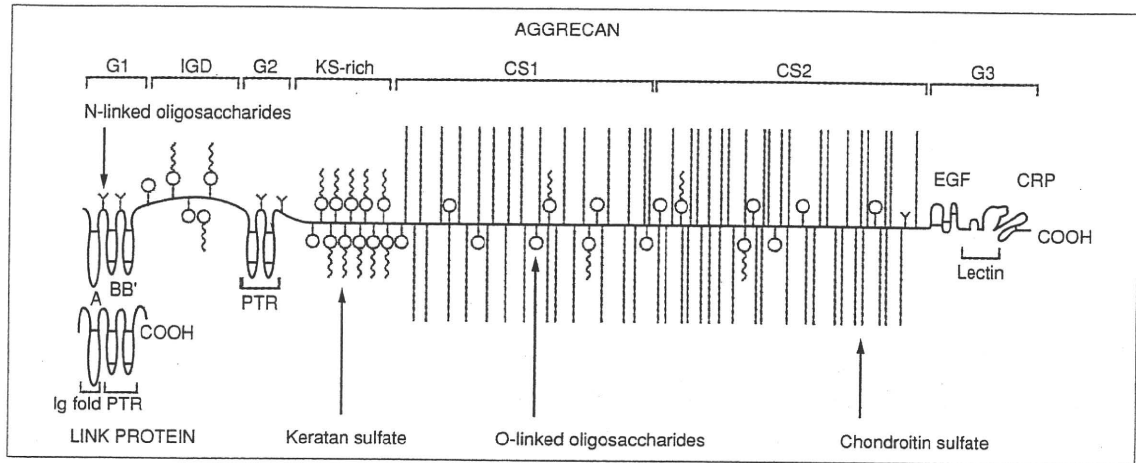 AGGRECAN
G1 IGD G2 KS-rich CS1 CS2 G3
N-linked oligosaccharides
EGF CRP
COOH
Lectin
A BB' PTR
COOH
Ig fold PTR
LINK PROTEIN Keratan sulfate O-linked oligosaccharides Chondroitin sulfate